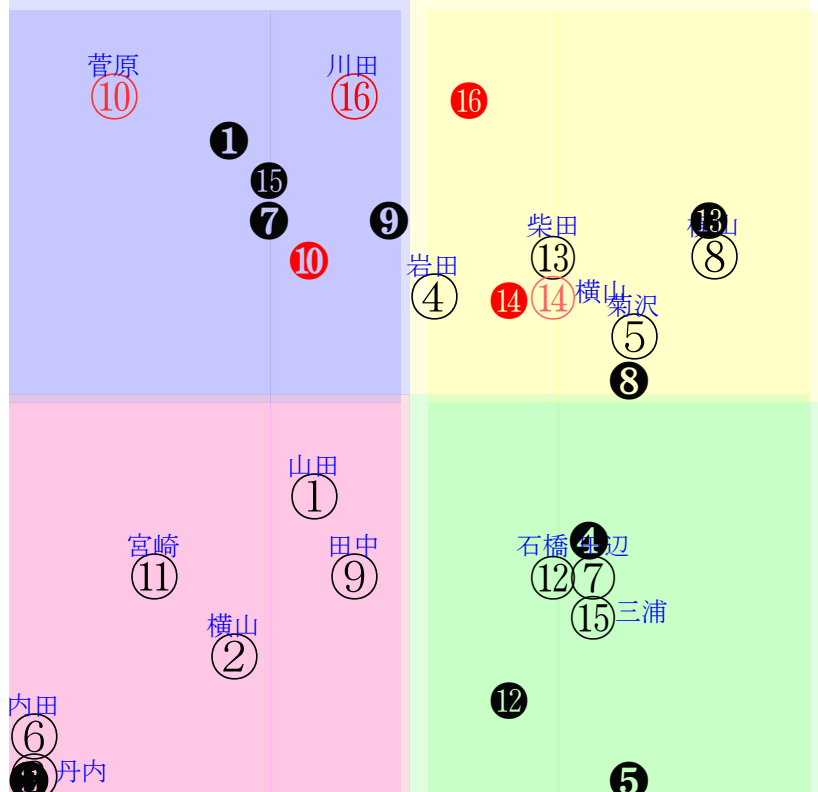 菅原
⑩
川田
⑯
⓰
❶
⓯
❼
❾
❿
柴田
⑬
⓭
⑧
岩田
④
⓮
⑭
横山
菊沢
⑤
❽
山田
①
宮崎
⑪
田中
⑨
石橋
⑫
❹
辺
⑦
⑮
三浦
横山
②
⓬
内田
⑥
丹内
❺